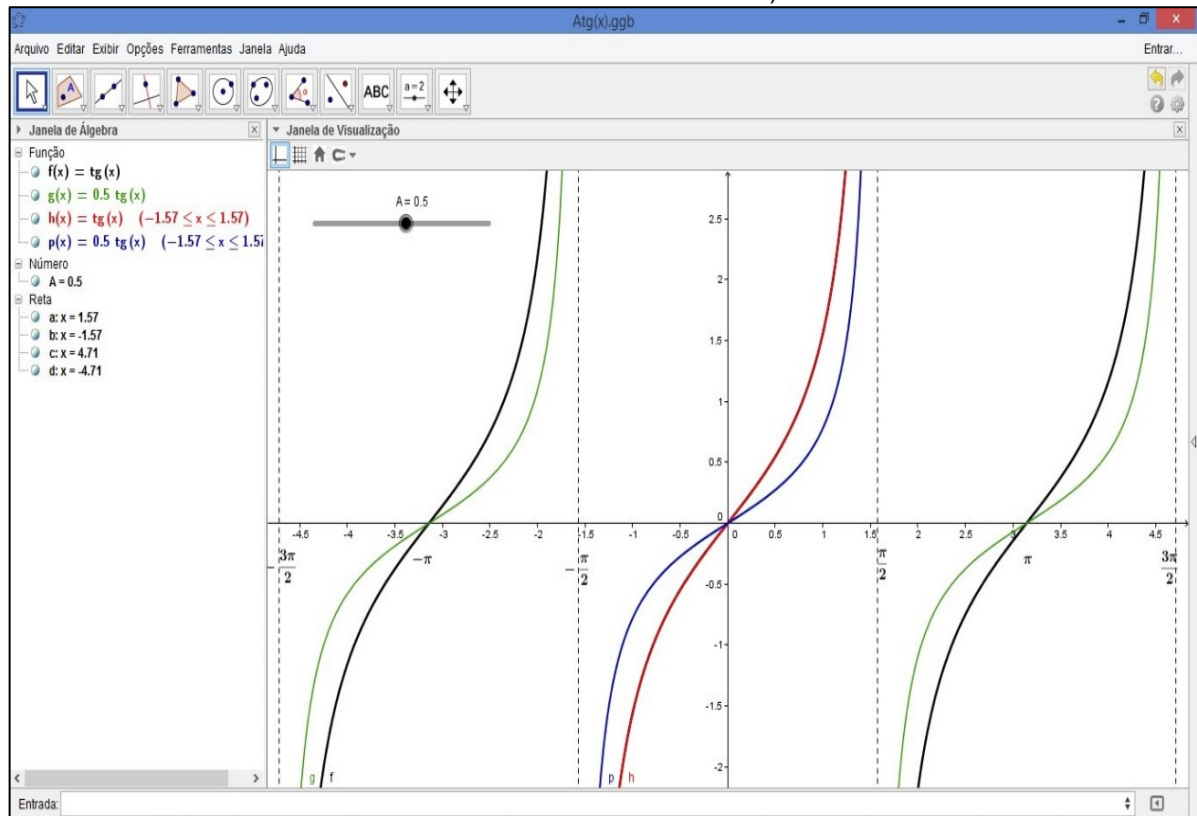 Atg(x).ggb
Arquivo Editar Exibir Opções Ferramentas Janela Ajuda
Entrar...
ABC
a=2
Janela de Álgebra
Janela de Visualização
Função
f(x) = tg(x)
g(x) = 0.5 tg(x)
h(x) = tg(x) (−1.57 ≤ x ≤ 1.57)
p(x) = 0.5 tg(x) (−1.57 ≤ x ≤ 1.57
Número
A = 0.5
Reta
a: x = 1.57
b: x = -1.57
c: x = 4.71
d: x = -4.71
A = 0.5
2.5
2
1.5
1
0.5
0
-4.5 -4 -3.5 -3 -2.5 -2 -1.5 -1 -0.5 0 0.5 1 1.5 2 2.5 3 3.5 4 4.5
-3π/2 −π −π/2 π/2 π 3π/2
-0.5
-1
-1.5
-2
g f p h
Entrada: